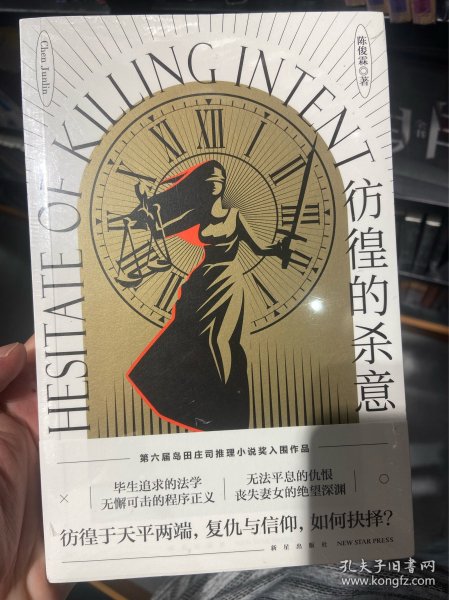 Chen Junlin
陈俊霖◎著
HESITATE OF KILLING INTENT
彷徨的杀意
XII
I
II
III
第六届岛田庄司推理小说奖入围作品
毕生追求的法学
无懈可击的程序正义
无法平息的仇恨
丧失妻女的绝望深渊
彷徨于天平两端，复仇与信仰，如何抉择？
新星出版社 NEW STAR PRESS
孔夫子旧书网
www.kongfz.com